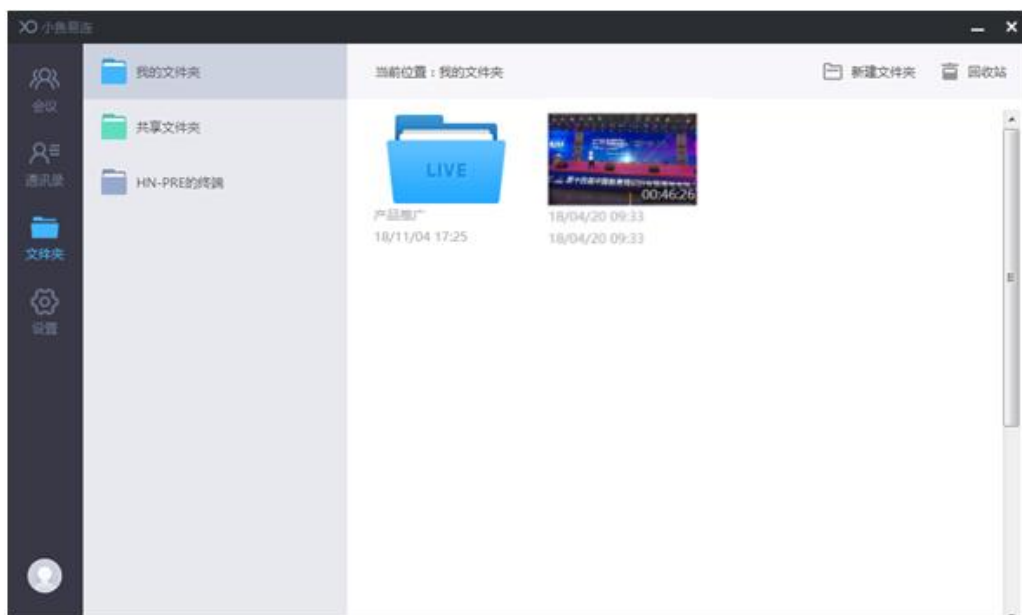 小鱼易连
会议
通讯录
文件夹
设置
我的文件夹
共享文件夹
HN-PRE的终端
当前位置：我的文件夹
新建文件夹
回收站
LIVE
产品推广
18/11/04 17:25
00:46:26
18/04/20 09:33
18/04/20 09:33